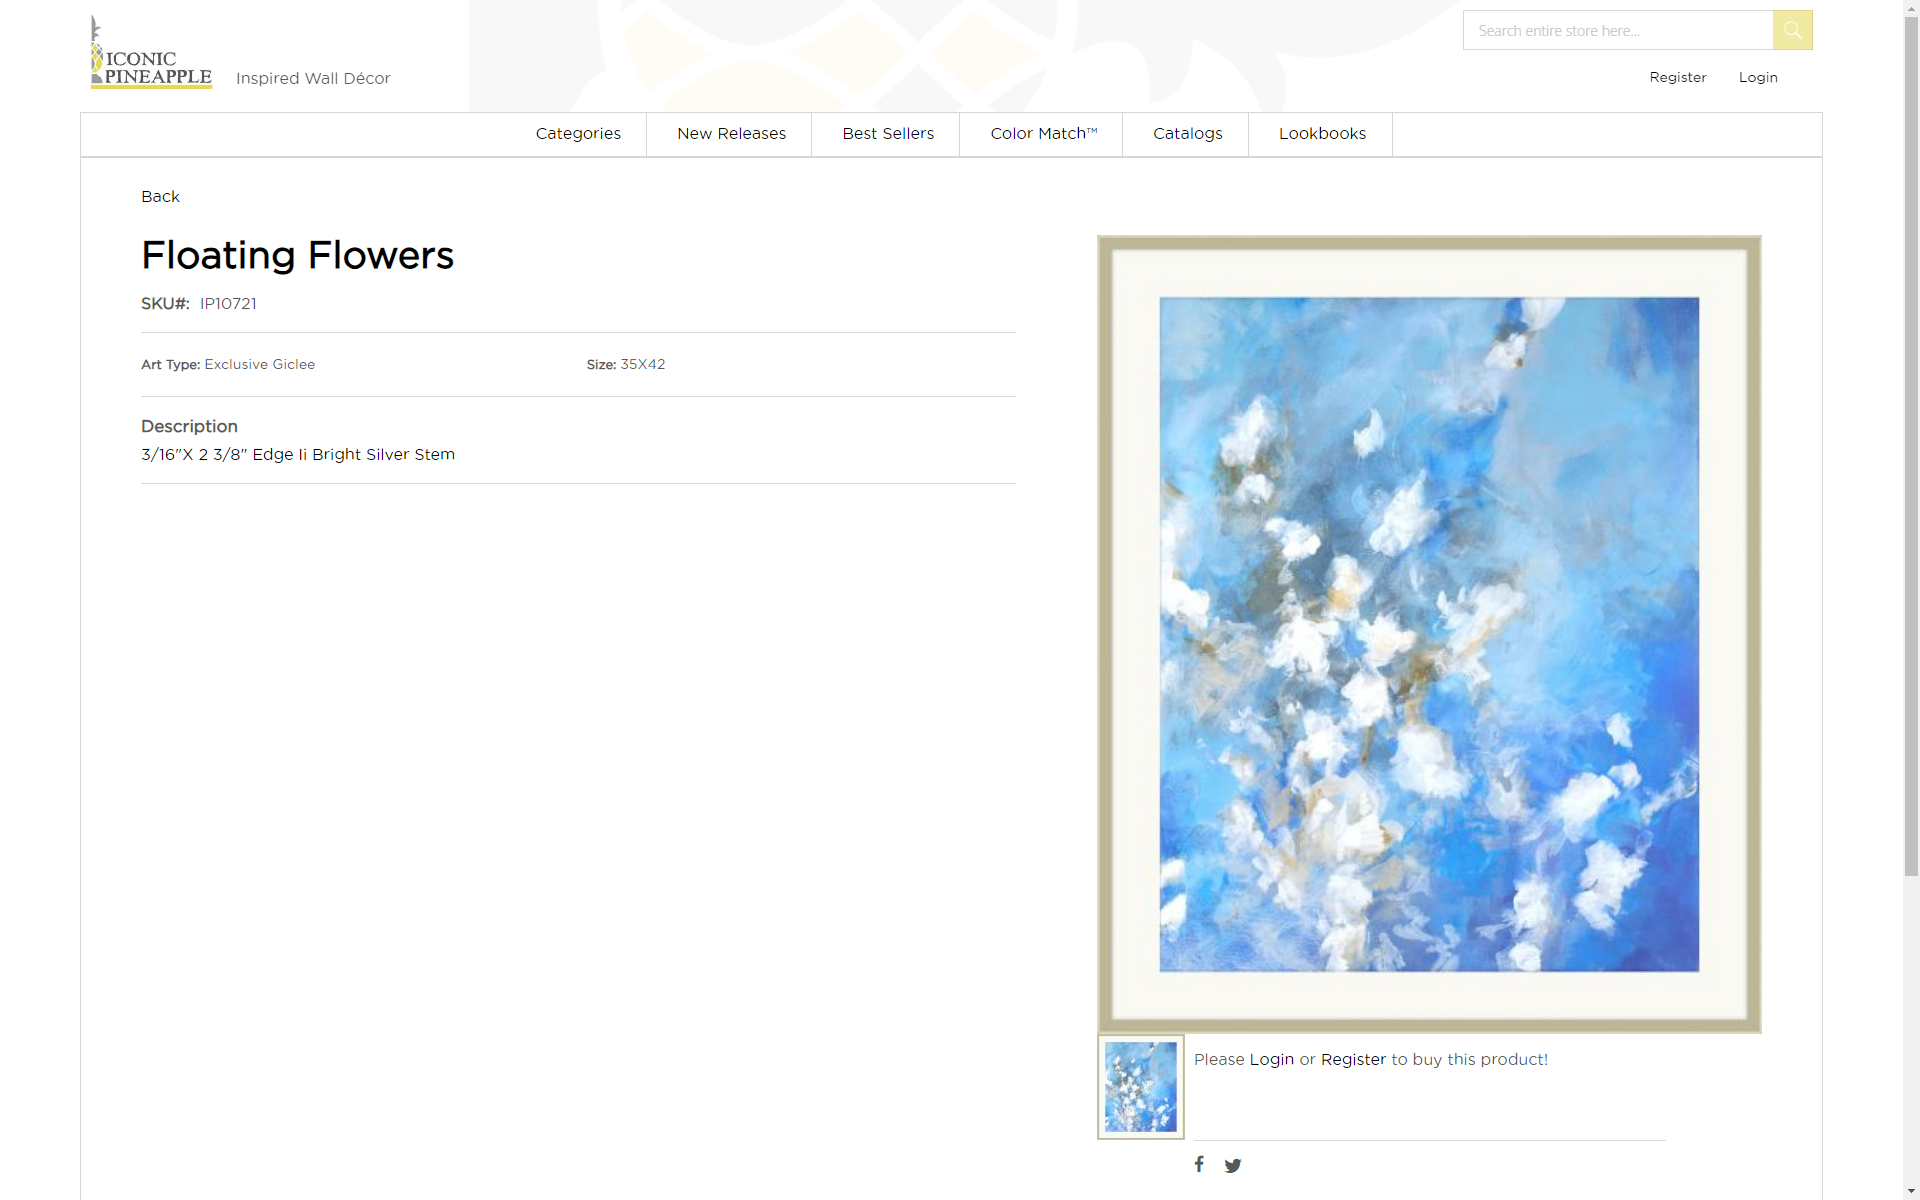 ICONIC
PINEAPPLE
Inspired Wall Décor
Search entire store here...
Register
Login
Categories
New Releases
Best Sellers
Color Match™
Catalogs
Lookbooks
Back
Floating Flowers
SKU#: IP10721
Art Type: Exclusive Giclee
Size: 35X42
Description
3/16"X 2 3/8" Edge Ii Bright Silver Stem
Please Login or Register to buy this product!